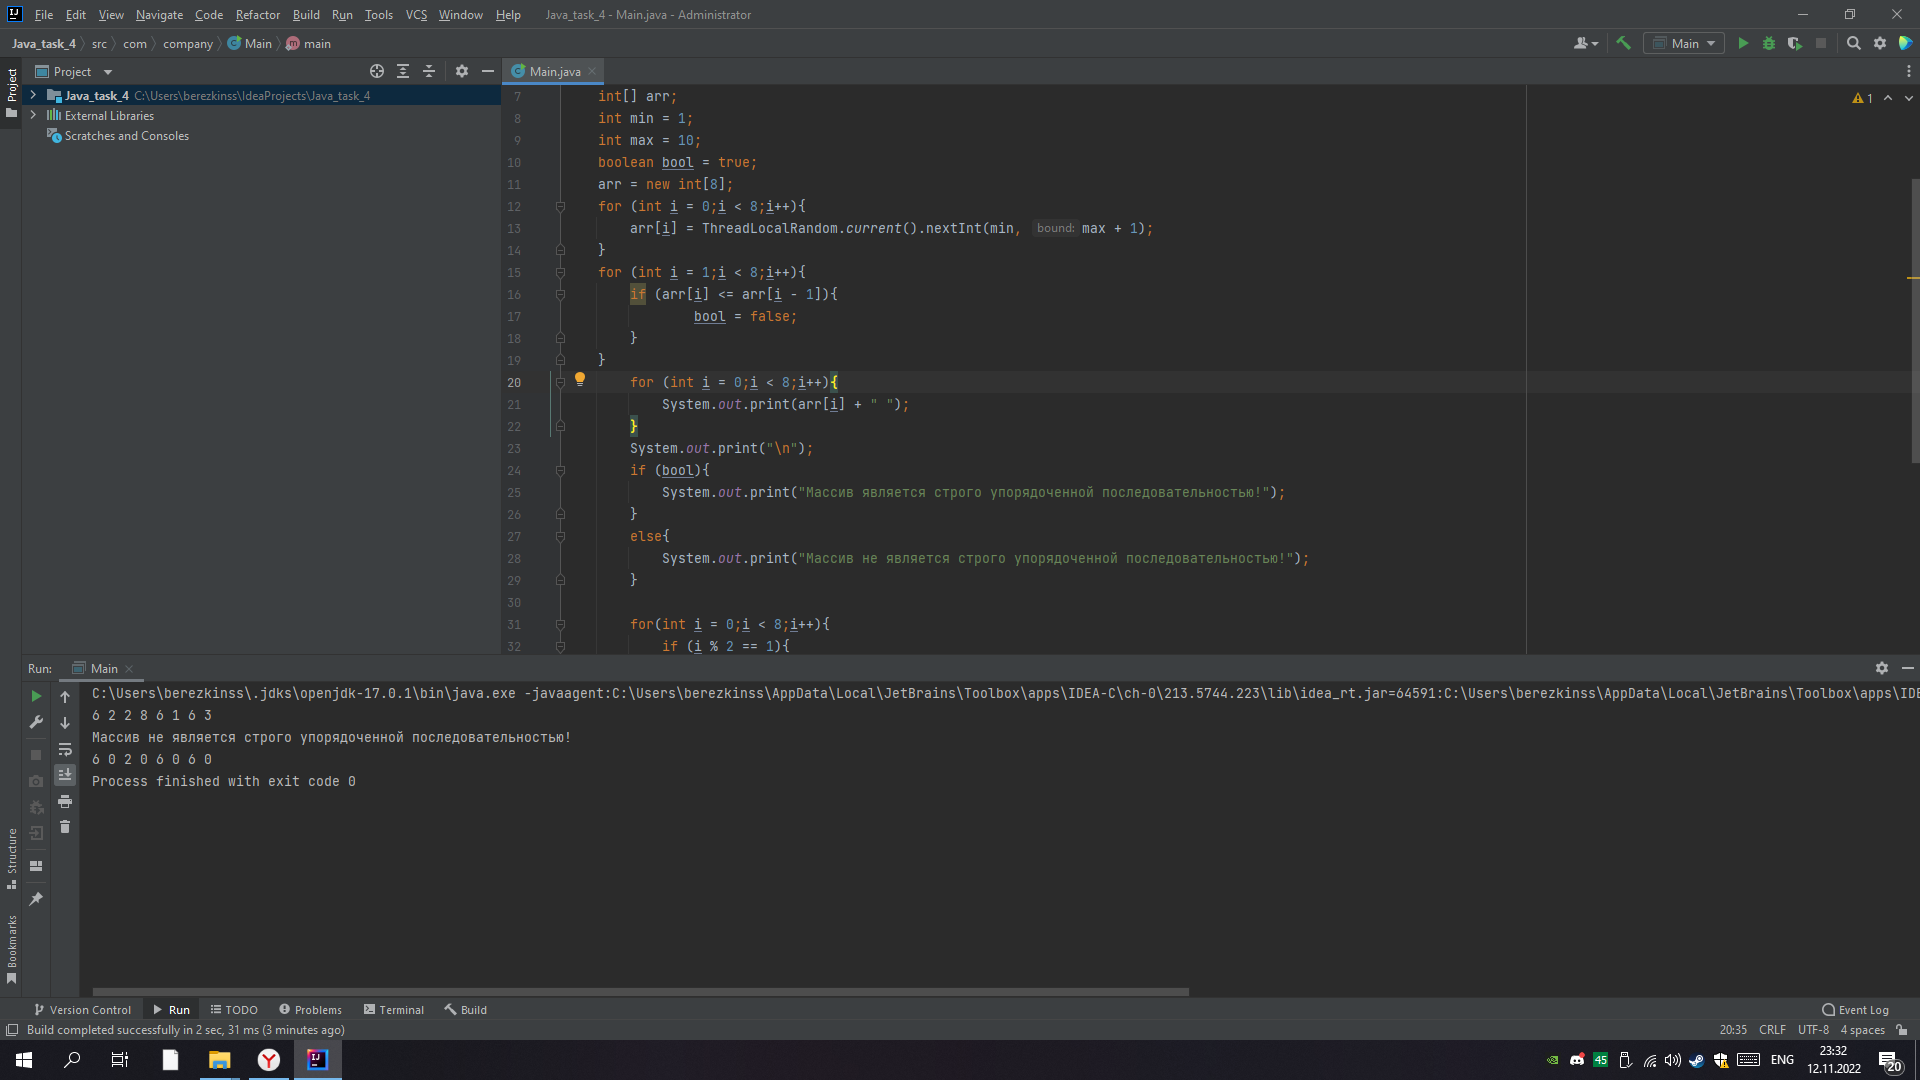 File Edit View Navigate Code Refactor Build Run Tools VCS Window Help Java_task_4 - Main.java - Administrator
Java_task_4 src com company Main main
Main
Project
Main.java
Project
Java_task_4 C:\Users\berezkinss\IdeaProjects\Java_task_4
External Libraries
Scratches and Consoles
1
7 int[] arr;
8 int min = 1;
9 int max = 10;
10 boolean bool = true;
11 arr = new int[8];
12 for (int i = 0;i < 8;i++){
13 arr[i] = ThreadLocalRandom.current().nextInt(min, bound: max + 1);
14 }
15 for (int i = 1;i < 8;i++){
16 if (arr[i] <= arr[i - 1]){
17 bool = false;
18 }
19 }
20 for (int i = 0;i < 8;i++){
21 System.out.print(arr[i] + " ");
22 }
23 System.out.print("\n");
24 if (bool){
25 System.out.print("Массив является строго упорядоченной последовательностью!");
26 }
27 else{
28 System.out.print("Массив не является строго упорядоченной последовательностью!");
29 }
30
31 for(int i = 0;i < 8;i++){
32 if (i % 2 == 1){
Run: Main
C:\Users\berezkinss\.jdks\openjdk-17.0.1\bin\java.exe -javaagent:C:\Users\berezkinss\AppData\Local\JetBrains\Toolbox\apps\IDEA-C\ch-0\213.5744.223\lib\idea_rt.jar=64591:C:\Users\berezkinss\AppData\Local\JetBrains\Toolbox\apps\IDE
6 2 2 8 6 1 6 3
Массив не является строго упорядоченной последовательностью!
6 0 2 0 6 0 6 0
Process finished with exit code 0
Structure
Bookmarks
Version Control Run TODO Problems Terminal Build Event Log
Build completed successfully in 2 sec, 31 ms (3 minutes ago) 20:35 CRLF UTF-8 4 spaces
45 ENG 23:32
12.11.2022
20